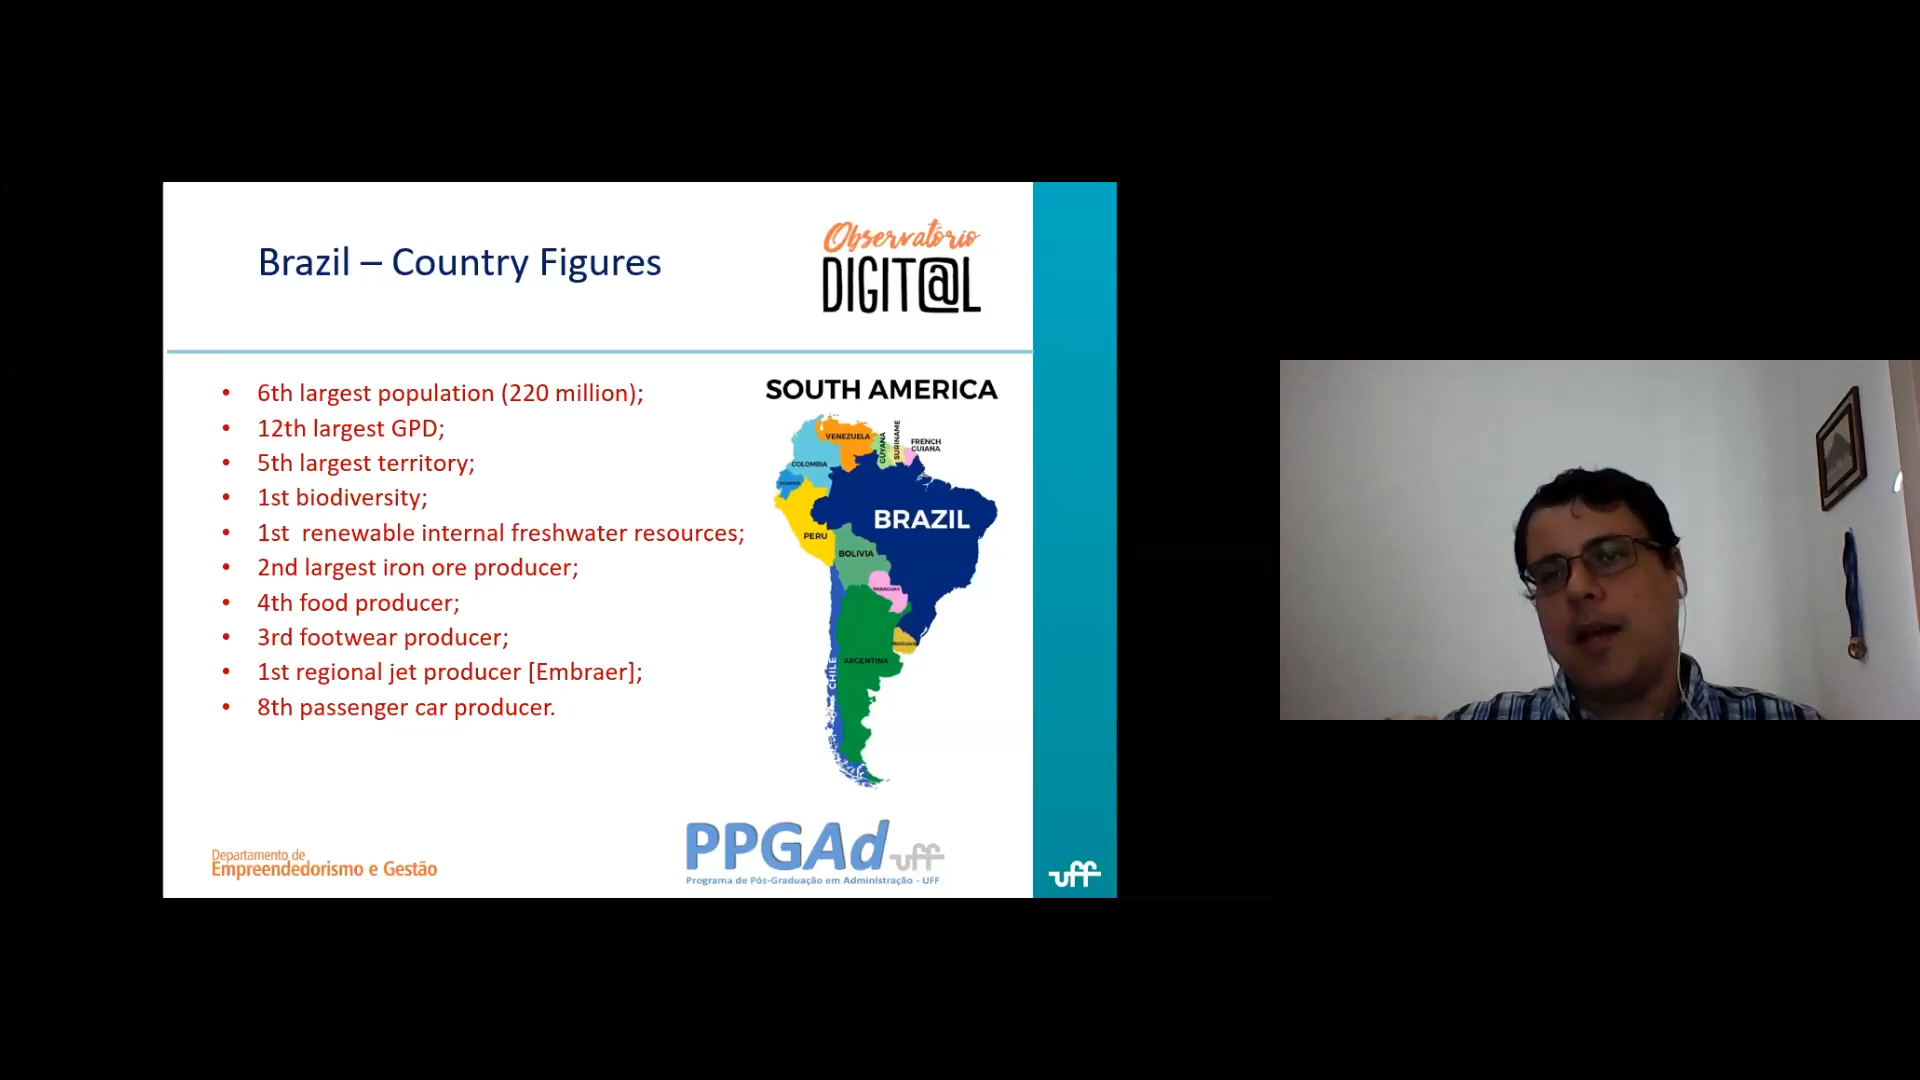 Brazil – Country Figures
Observatório
DIGIT@L
• 6th largest population (220 million);
• 12th largest GPD;
• 5th largest territory;
• 1st biodiversity;
• 1st  renewable internal freshwater resources;
• 2nd largest iron ore producer;
• 4th food producer;
• 3rd footwear producer;
• 1st regional jet producer [Embraer];
• 8th passenger car producer.
SOUTH AMERICA
VENEZUELA
GUYANA
SURINAME
FRENCH
GUIANA
COLOMBIA
ECUADOR
BRAZIL
PERU
BOLIVIA
PARAGUAY
URUGUAY
ARGENTINA
CHILE
Departamento de
Empreendedorismo e Gestão
PPGAd uff
Programa de Pós-Graduação em Administração - UFF
uff